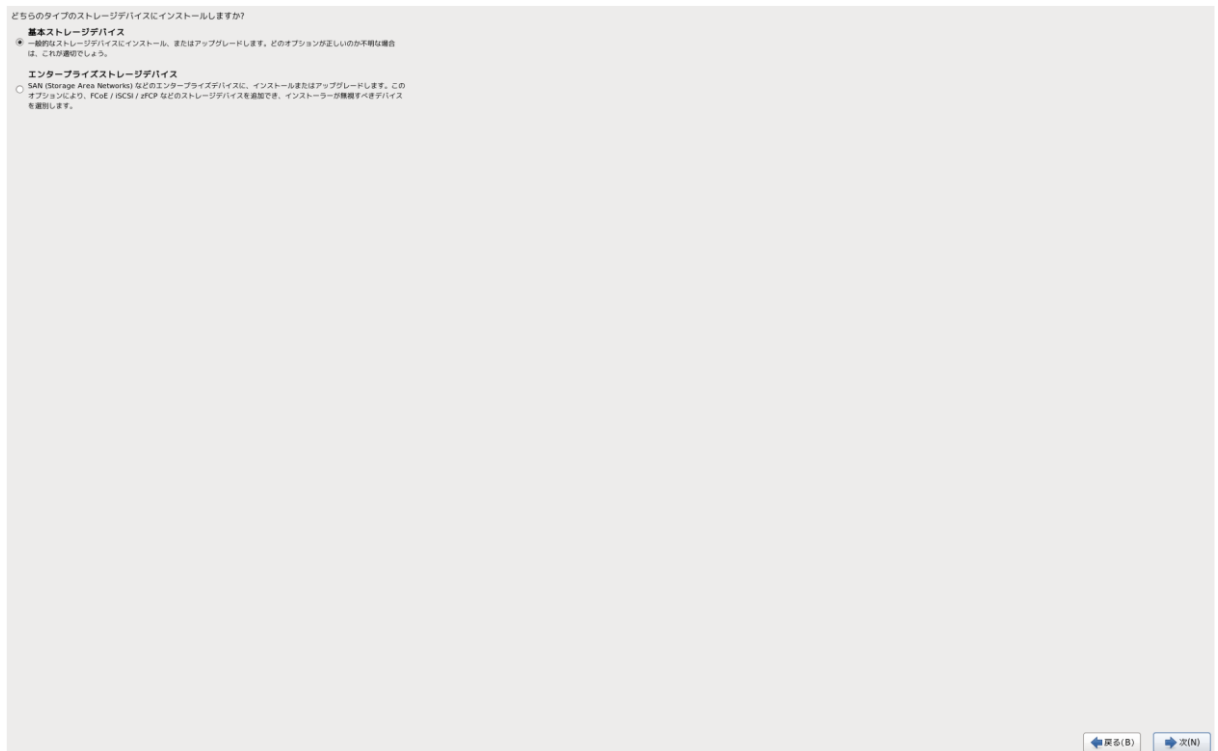 どちらのタイプのストレージデバイスにインストールしますか?
基本ストレージデバイス
一般的なストレージデバイスにインストール、またはアップグレードします。どのオプションが正しいのか不明な場合
は、これが適切でしょう。
エンタープライズストレージデバイス
SAN (Storage Area Networks) などのエンタープライズデバイスに、インストールまたはアップグレードします。この
オプションにより、FCoE / iSCSI / zFCP などのストレージデバイスを追加でき、インストーラーが無視すべきデバイス
を選別します。
戻る(B)
次(N)